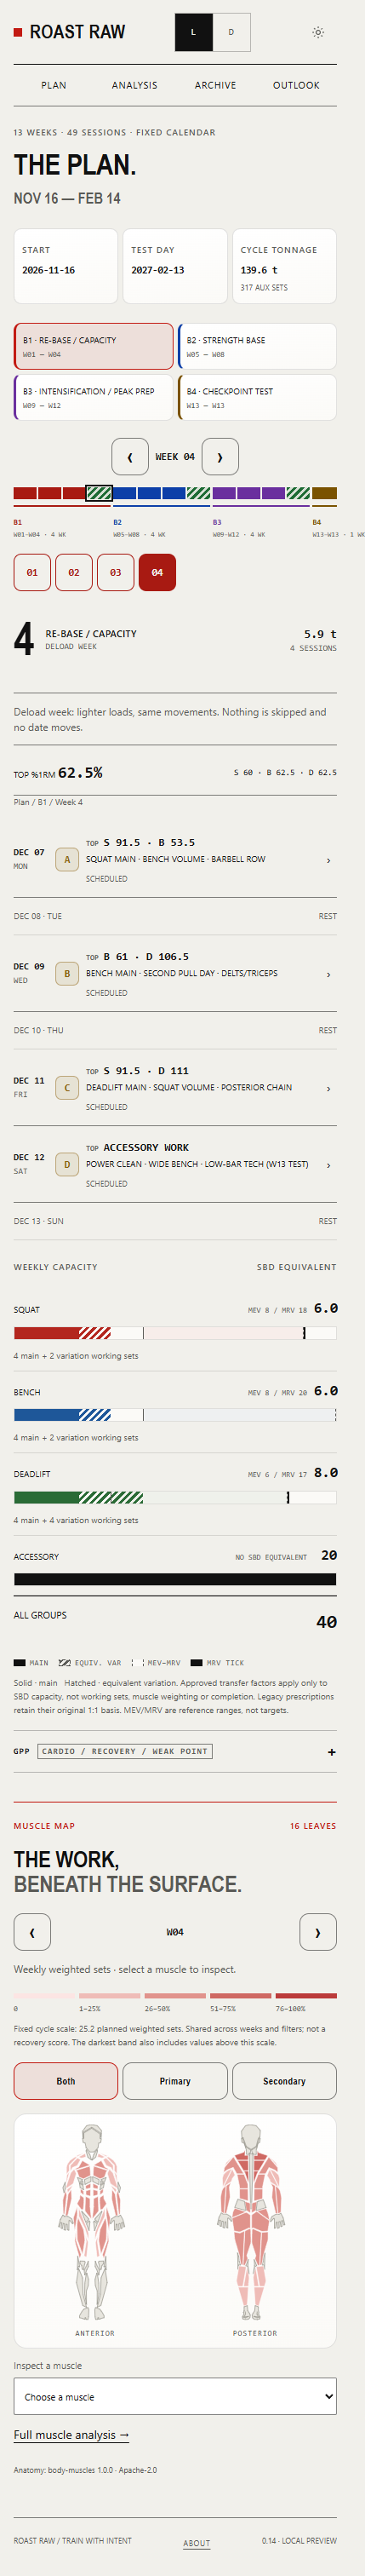 ROAST RAW
L D
PLAN ANALYSIS ARCHIVE OUTLOOK
13 WEEKS · 49 SESSIONS · FIXED CALENDAR
THE PLAN.
NOV 16 — FEB 14
START TEST DAY CYCLE TONNAGE
2026-11-16 2027-02-13 139.6 t
317 AUX SETS
B1 · RE-BASE / CAPACITY B2 · STRENGTH BASE
W01 — W04 W05 — W08
B3 · INTENSIFICATION / PEAK PREP B4 · CHECKPOINT TEST
W09 — W12 W13 — W13
‹ WEEK 04 ›
B1 B2 B3 B4
W01-W04 · 4 WK W05-W08 · 4 WK W09-W12 · 4 WK W13-W13 · 1 WK
01 02 03 04
4 RE-BASE / CAPACITY 5.9 t
DELOAD WEEK 4 SESSIONS
Deload week: lighter loads, same movements. Nothing is skipped and
no date moves.
TOP %1RM 62.5% S 60 · B 62.5 · D 62.5
Plan / B1 / Week 4
DEC 07 MON A TOP S 91.5 · B 53.5
SQUAT MAIN · BENCH VOLUME · BARBELL ROW ›
SCHEDULED
DEC 08 · TUE REST
DEC 09 WED B TOP B 61 · D 106.5
BENCH MAIN · SECOND PULL DAY · DELTS/TRICEPS ›
SCHEDULED
DEC 10 · THU REST
DEC 11 FRI C TOP S 91.5 · D 111
DEADLIFT MAIN · SQUAT VOLUME · POSTERIOR CHAIN ›
SCHEDULED
DEC 12 SAT D TOP ACCESSORY WORK
POWER CLEAN · WIDE BENCH · LOW-BAR TECH (W13 TEST) ›
SCHEDULED
DEC 13 · SUN REST
WEEKLY CAPACITY SBD EQUIVALENT
SQUAT MEV 8 / MRV 18 6.0
4 main + 2 variation working sets
BENCH MEV 8 / MRV 20 6.0
4 main + 2 variation working sets
DEADLIFT MEV 6 / MRV 17 8.0
4 main + 4 variation working sets
ACCESSORY NO SBD EQUIVALENT 20
ALL GROUPS 40
MAIN EQUIV. VAR MEV-MRV MRV TICK
Solid · main Hatched · equivalent variation. Approved transfer factors apply only to
SBD capacity, not working sets, muscle weighting or completion. Legacy prescriptions
retain their original 1:1 basis. MEV/MRV are reference ranges, not targets.
GPP CARDIO / RECOVERY / WEAK POINT +
MUSCLE MAP 16 LEAVES
THE WORK,
BENEATH THE SURFACE.
‹ W04 ›
Weekly weighted sets · select a muscle to inspect.
0 1-25% 26-50% 51-75% 76-100%
Fixed cycle scale: 25.2 planned weighted sets. Shared across weeks and filters; not a
recovery score. The darkest band also includes values above this scale.
Both Primary Secondary
ANTERIOR POSTERIOR
Inspect a muscle
Choose a muscle
Full muscle analysis →
Anatomy: body-muscles 1.0.0 · Apache-2.0
ROAST RAW / TRAIN WITH INTENT ABOUT 0.14 · LOCAL PREVIEW